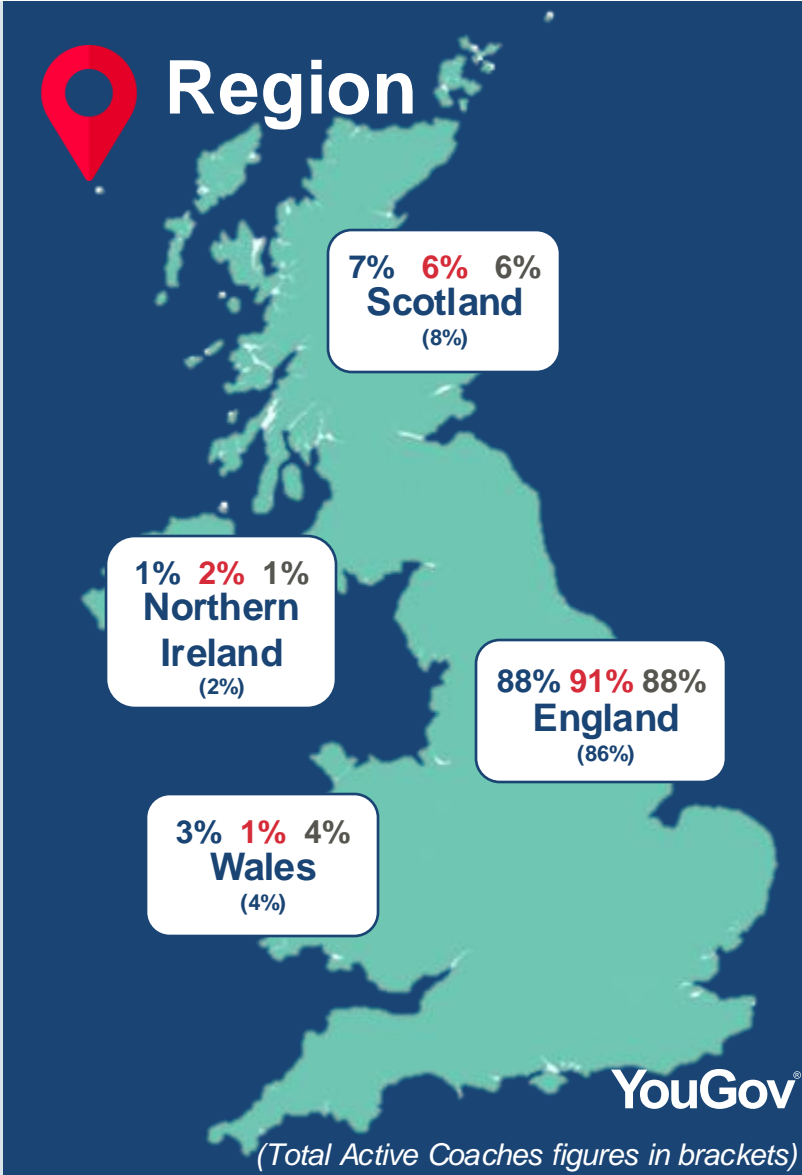 Region
7% 6% 6%
Scotland
(8%)
1% 2% 1%
Northern
Ireland
(2%)
88% 91% 88%
England
(86%)
3% 1% 4%
Wales
(4%)
YouGov®
(Total Active Coaches figures in brackets)